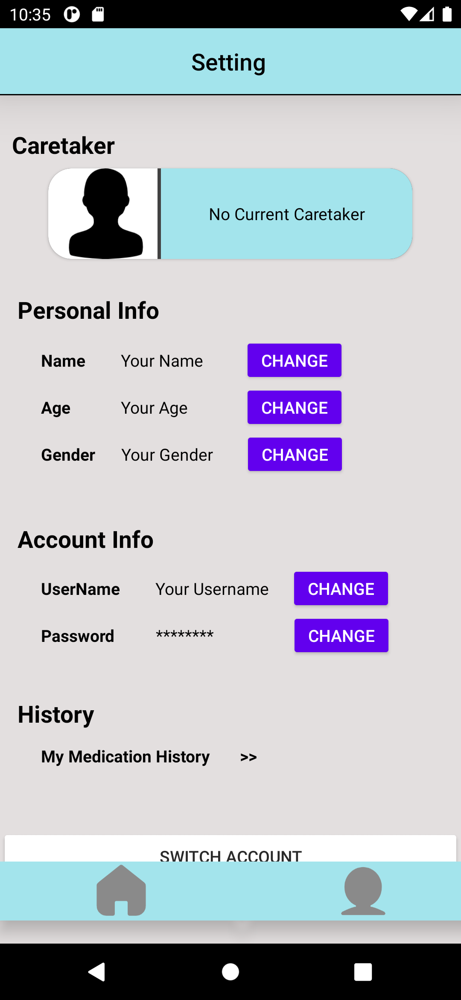 10:35
Setting
Caretaker
No Current Caretaker
Personal Info
Name Your Name CHANGE
Age Your Age CHANGE
Gender Your Gender CHANGE
Account Info
UserName Your Username CHANGE
Password ******** CHANGE
History
My Medication History >>
SWITCH ACCOUNT